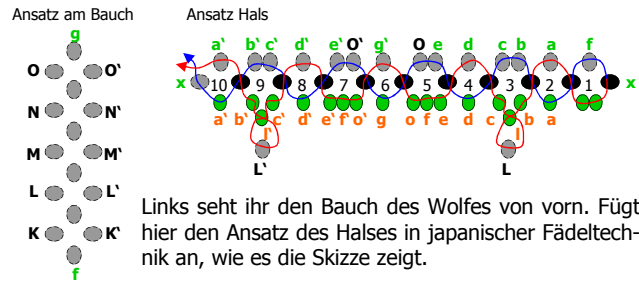 Ansatz am Bauch
g
O O‘
N N‘
M M‘
L L‘
K K‘
f
Ansatz Hals
a‘ b‘ c‘ d‘ e‘ O‘ g‘ O e d c b a f
x 10 9 8 7 6 5 4 3 2 1 x
a‘ b‘ c‘ d‘ e‘ f‘ o‘ g o f e d c b a
l‘ l
L‘ L
Links seht ihr den Bauch des Wolfes von vorn. Fügt
hier den Ansatz des Halses in japanischer Fädeltech-
nik an, wie es die Skizze zeigt.